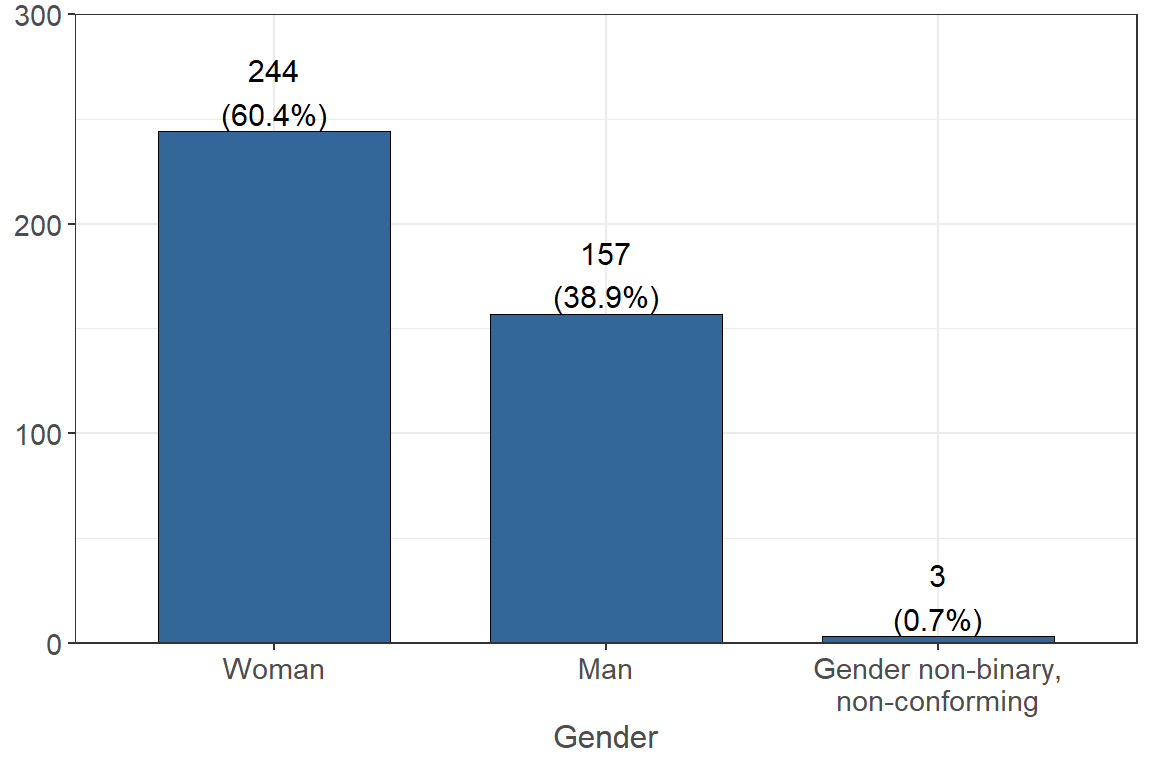 300
244
(60.4%)
200
157
(38.9%)
100
3
(0.7%)
0
Woman
Man
Gender non-binary,
non-conforming
Gender